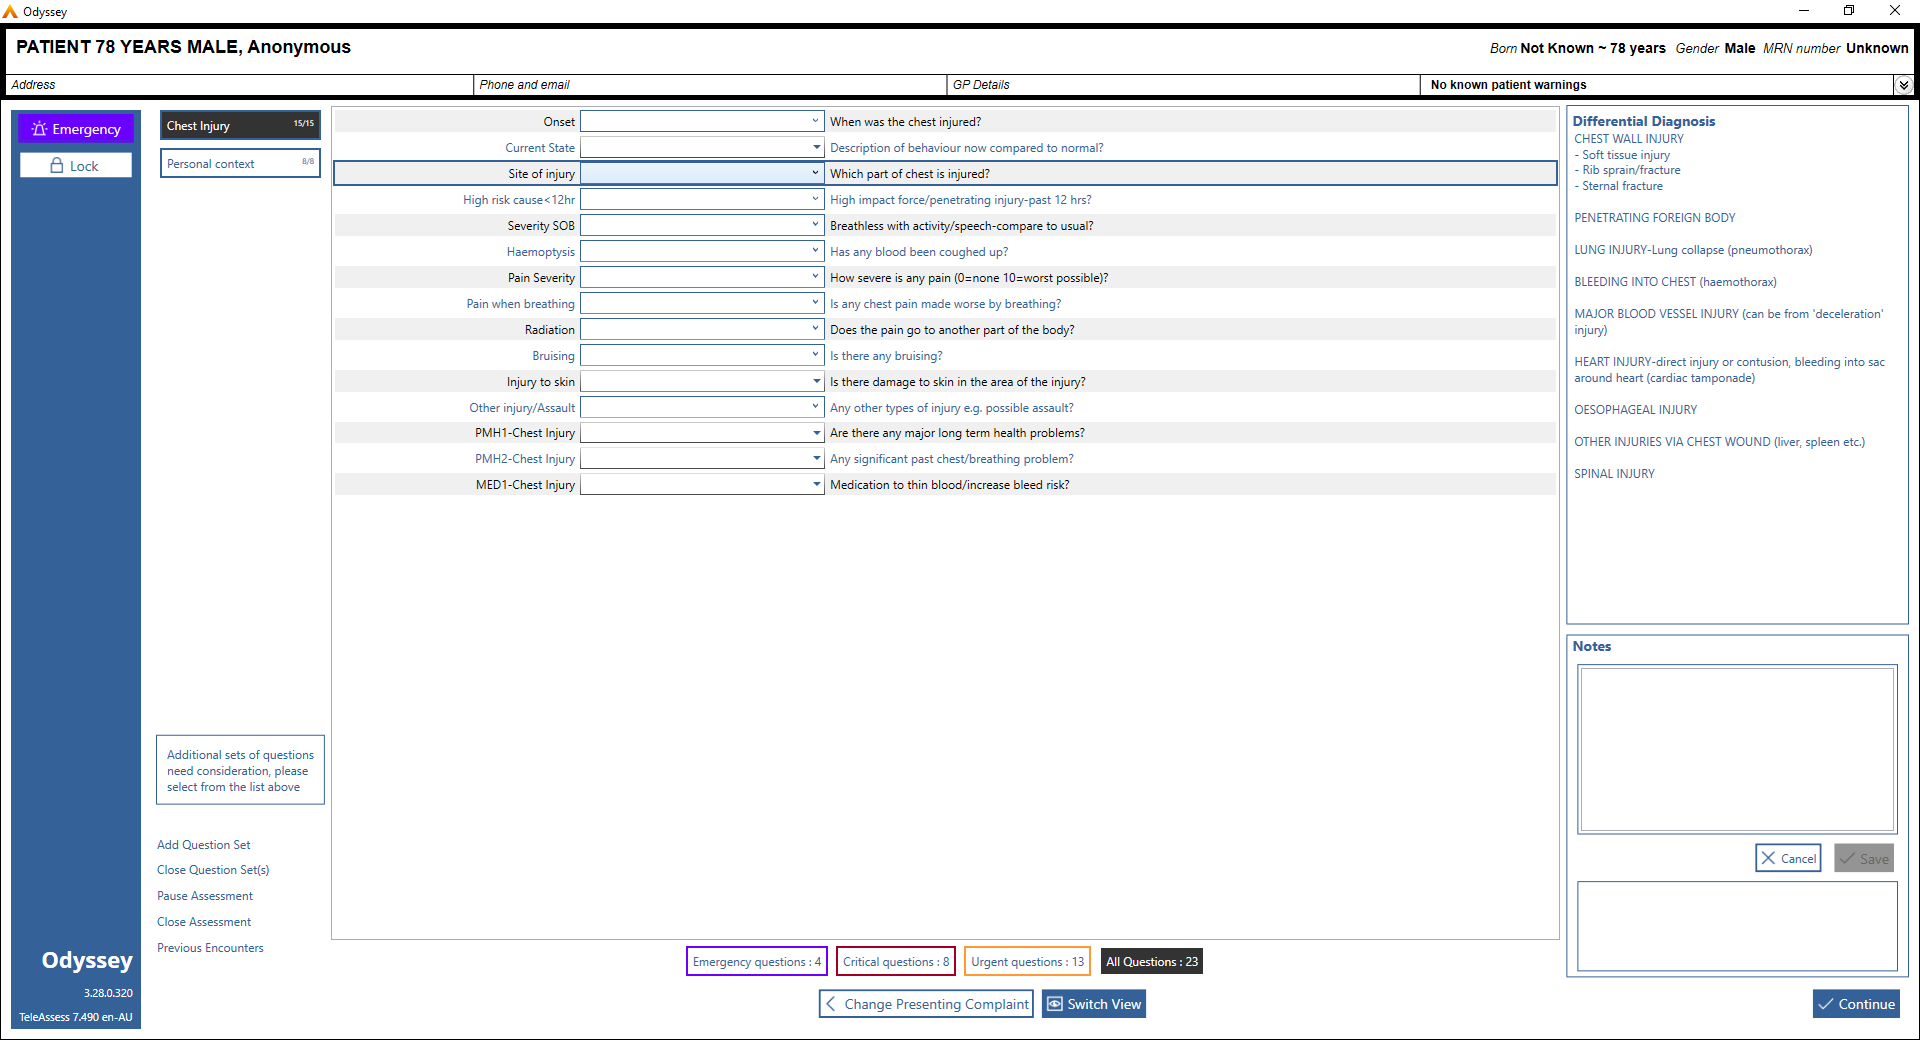 Odyssey
PATIENT 78 YEARS MALE, Anonymous
Born Not Known ~ 78 years Gender Male MRN number Unknown
Address
Phone and email
GP Details
No known patient warnings
Emergency
Lock
Chest Injury 15/15
Personal context 8/8
Onset When was the chest injured?
Current State Description of behaviour now compared to normal?
Site of injury Which part of chest is injured?
High risk cause<12hr High impact force/penetrating injury-past 12 hrs?
Severity SOB Breathless with activity/speech-compare to usual?
Haemoptysis Has any blood been coughed up?
Pain Severity How severe is any pain (0=none 10=worst possible)?
Pain when breathing Is any chest pain made worse by breathing?
Radiation Does the pain go to another part of the body?
Bruising Is there any bruising?
Injury to skin Is there damage to skin in the area of the injury?
Other injury/Assault Any other types of injury e.g. possible assault?
PMH1-Chest Injury Are there any major long term health problems?
PMH2-Chest Injury Any significant past chest/breathing problem?
MED1-Chest Injury Medication to thin blood/increase bleed risk?
Differential Diagnosis
CHEST WALL INJURY
- Soft tissue injury
- Rib sprain/fracture
- Sternal fracture
PENETRATING FOREIGN BODY
LUNG INJURY-Lung collapse (pneumothorax)
BLEEDING INTO CHEST (haemothorax)
MAJOR BLOOD VESSEL INJURY (can be from 'deceleration'
injury)
HEART INJURY-direct injury or contusion, bleeding into sac
around heart (cardiac tamponade)
OESOPHAGEAL INJURY
OTHER INJURIES VIA CHEST WOUND (liver, spleen etc.)
SPINAL INJURY
Notes
Cancel
Save
Additional sets of questions
need consideration, please
select from the list above
Add Question Set
Close Question Set(s)
Pause Assessment
Close Assessment
Previous Encounters
Odyssey
3.28.0.320
TeleAssess 7.490 en-AU
Emergency questions : 4
Critical questions : 8
Urgent questions : 13
All Questions : 23
Change Presenting Complaint
Switch View
Continue